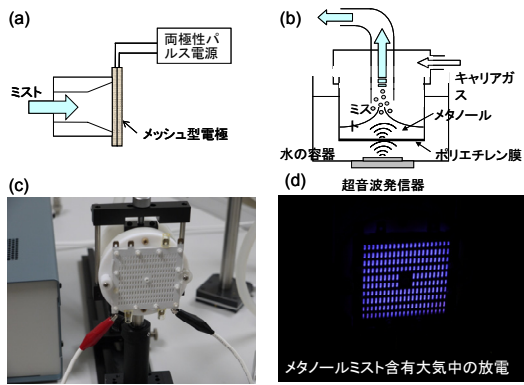 (a)
両極性パ
ルス電源
ミスト
メッシュ型電極
(b)
キャリアガ
ス
ミス
ト
メタノール
水の容器
ポリエチレン膜
超音波発信器
(c)
(d)
メタノールミスト含有大気中の放電